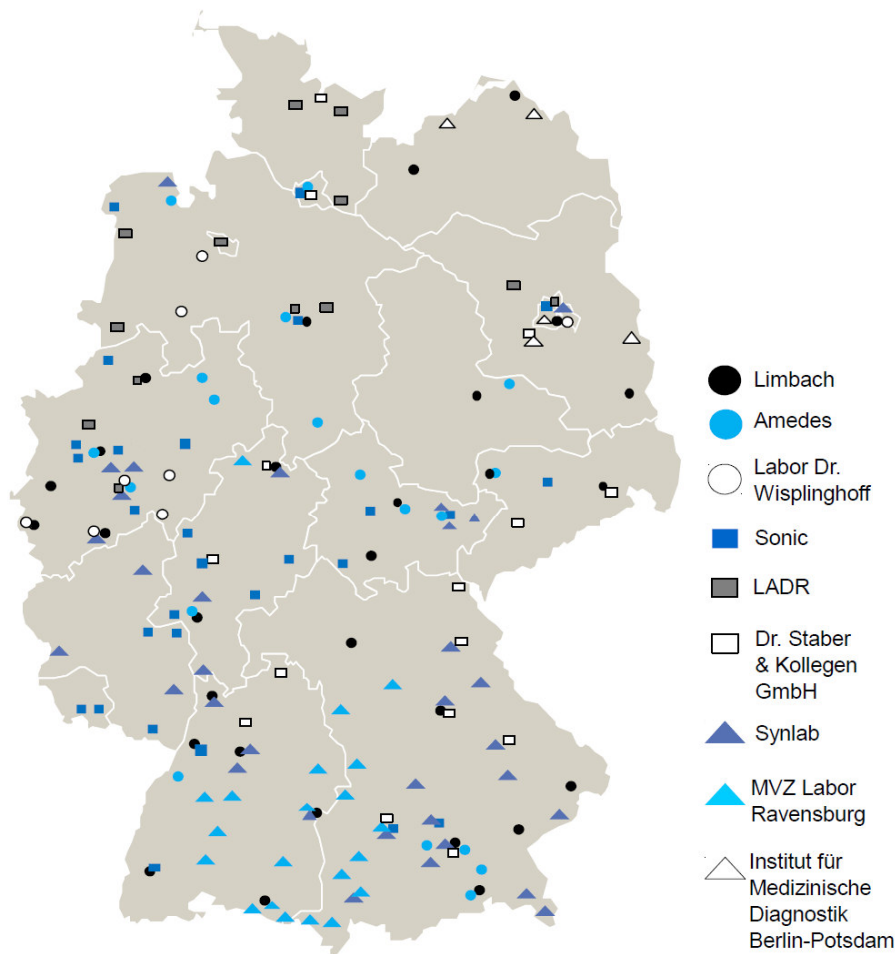 Limbach
Amedes
Labor Dr.
Wisplinghoff
Sonic
LADR
Dr. Staber
& Kollegen
GmbH
Synlab
MVZ Labor
Ravensburg
Institut für
Medizinische
Diagnostik
Berlin-Potsdam